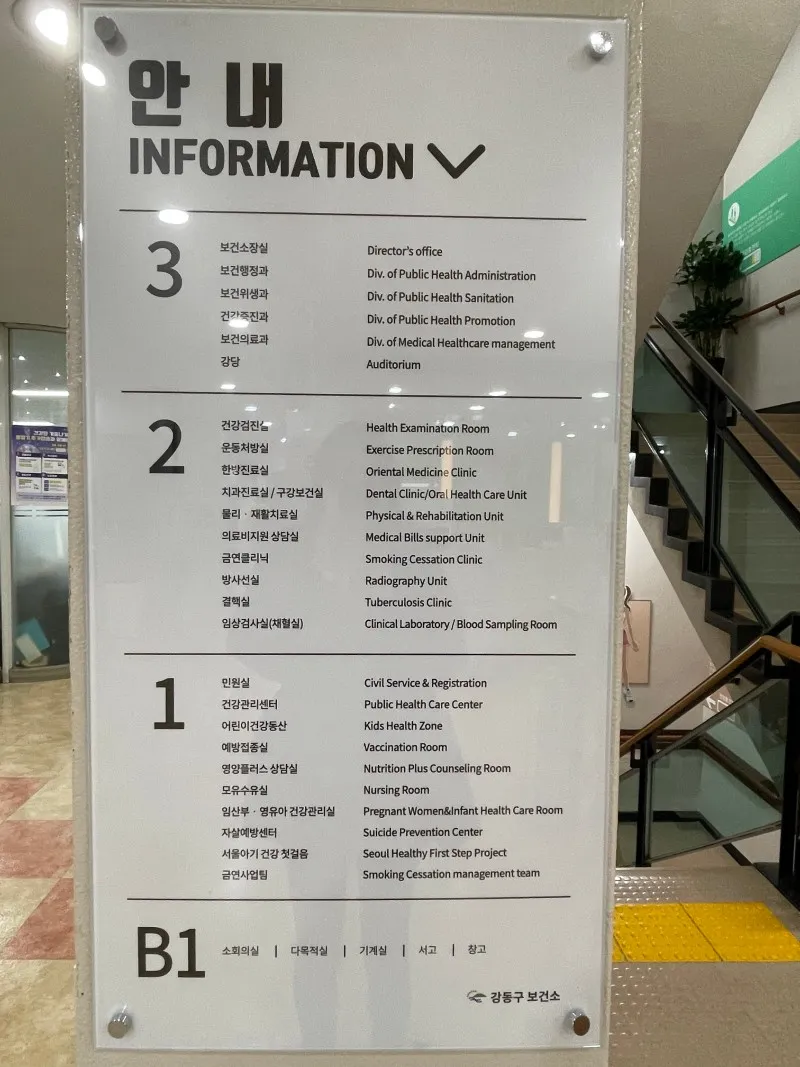 안 내
INFORMATION
3
보건소장실 Director's office
보건행정과 Div. of Public Health Administration
보건위생과 Div. of Public Health Sanitation
건강증진과 Div. of Public Health Promotion
보건의료과 Div. of Medical Healthcare management
강당 Auditorium
2
건강검진실 Health Examination Room
운동처방실 Exercise Prescription Room
한방진료실 Oriental Medicine Clinic
치과진료실 / 구강보건실 Dental Clinic/Oral Health Care Unit
물리 · 재활치료실 Physical & Rehabilitation Unit
의료비지원 상담실 Medical Bills support Unit
금연클리닉 Smoking Cessation Clinic
방사선실 Radiography Unit
결핵실 Tuberculosis Clinic
임상검사실(채혈실) Clinical Laboratory / Blood Sampling Room
1
민원실 Civil Service & Registration
건강관리센터 Public Health Care Center
어린이건강동산 Kids Health Zone
예방접종실 Vaccination Room
영양플러스 상담실 Nutrition Plus Counseling Room
모유수유실 Nursing Room
임산부 · 영유아 건강관리실 Pregnant Women&Infant Health Care Room
자살예방센터 Suicide Prevention Center
서울아기 건강 첫걸음 Seoul Healthy First Step Project
금연사업팀 Smoking Cessation management team
B1
소회의실 | 다목적실 | 기계실 | 서고 | 창고
강동구 보건소